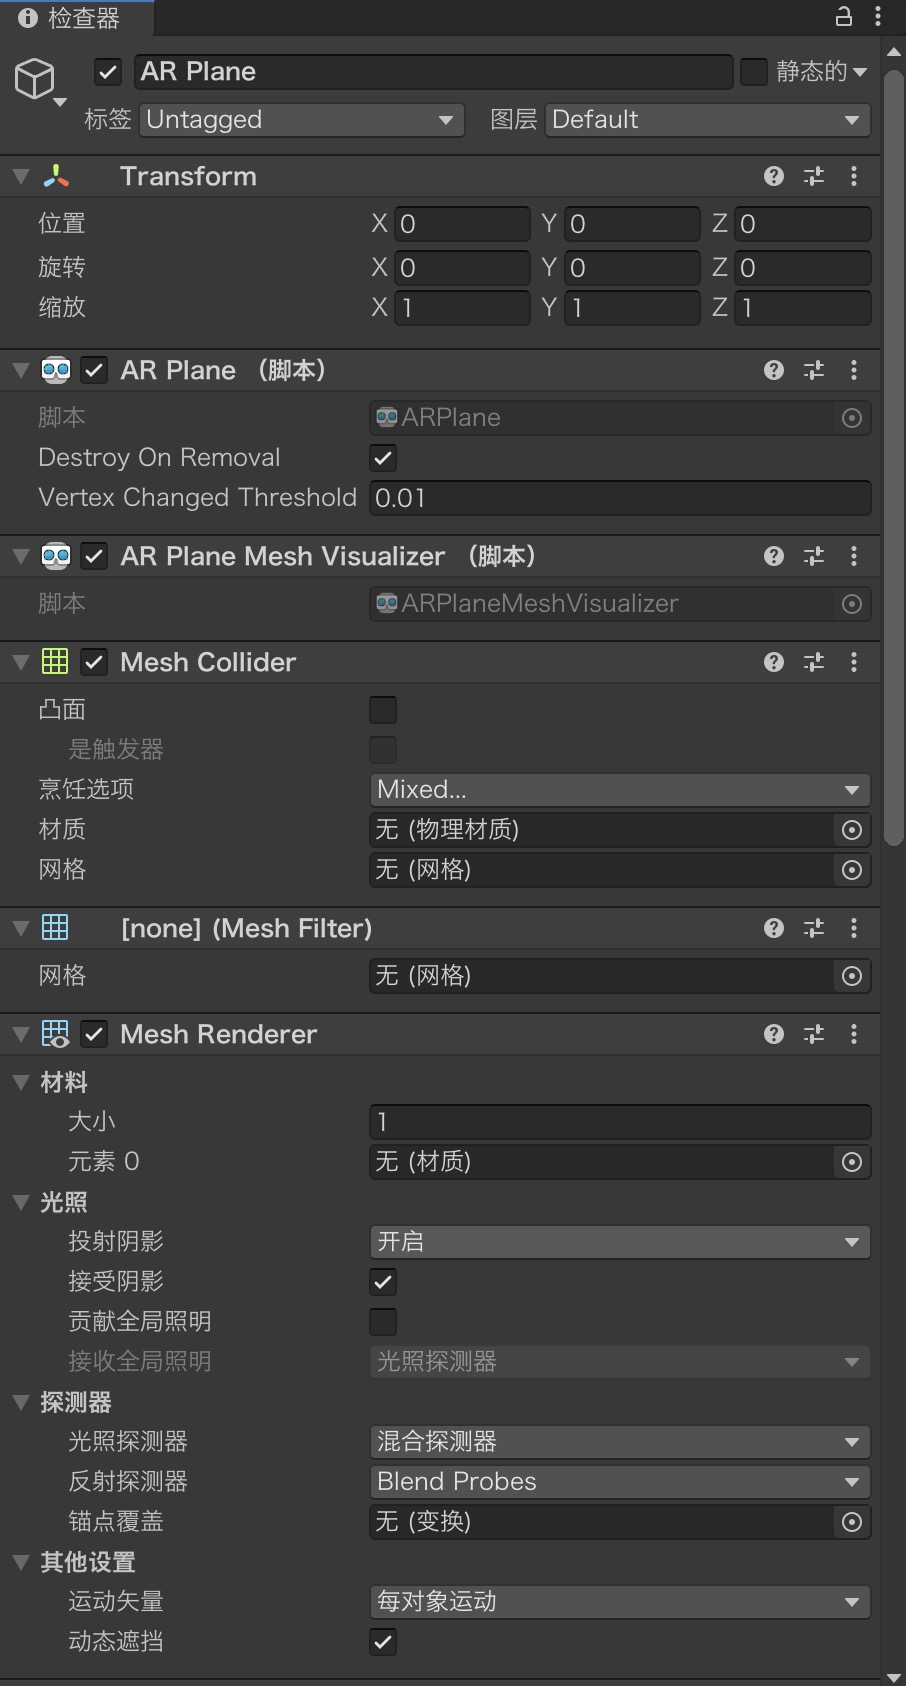 检查器
AR Plane 静态的
标签 Untagged 图层 Default
Transform
位置 X 0 Y 0 Z 0
旋转 X 0 Y 0 Z 0
缩放 X 1 Y 1 Z 1
AR Plane （脚本）
脚本 ARPlane
Destroy On Removal
Vertex Changed Threshold 0.01
AR Plane Mesh Visualizer （脚本）
脚本 ARPlaneMeshVisualizer
Mesh Collider
凸面
是触发器
烹饪选项 Mixed...
材质 无 (物理材质)
网格 无 (网格)
[none] (Mesh Filter)
网格 无 (网格)
Mesh Renderer
材料
大小 1
元素 0 无 (材质)
光照
投射阴影 开启
接受阴影
贡献全局照明
接收全局照明 光照探测器
探测器
光照探测器 混合探测器
反射探测器 Blend Probes
锚点覆盖 无 (变换)
其他设置
运动矢量 每对象运动
动态遮挡